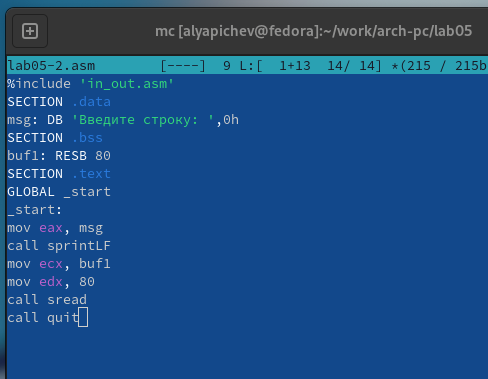 mc [alyapichev@fedora]:~/work/arch-pc/lab05
lab05-2.asm [----] 9 L:[ 1+13 14/ 14] *(215 / 215b
%include 'in_out.asm'
SECTION .data
msg: DB 'Введите строку: ',0h
SECTION .bss
buf1: RESB 80
SECTION .text
GLOBAL _start
_start:
mov eax, msg
call sprintLF
mov ecx, buf1
mov edx, 80
call sread
call quit